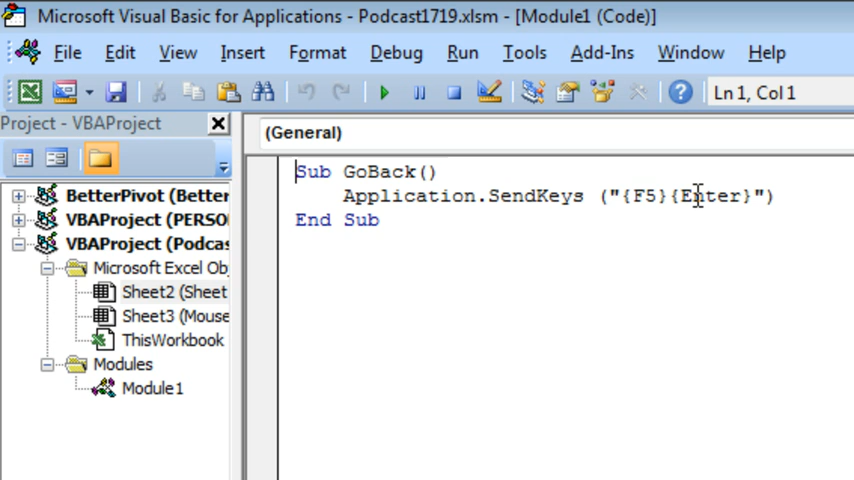 Microsoft Visual Basic for Applications - Podcast1719.xlsm - [Module1 (Code)]
File Edit View Insert Format Debug Run Tools Add-Ins Window Help
Ln 1, Col 1
Project - VBAProject
(General)
BetterPivot (Better
VBAProject (PERSO
VBAProject (Podcas
Microsoft Excel Obj
Sheet2 (Sheet
Sheet3 (Mouse
ThisWorkbook
Modules
Module1
Sub GoBack()
Application.SendKeys ("{F5}{Enter}")
End Sub